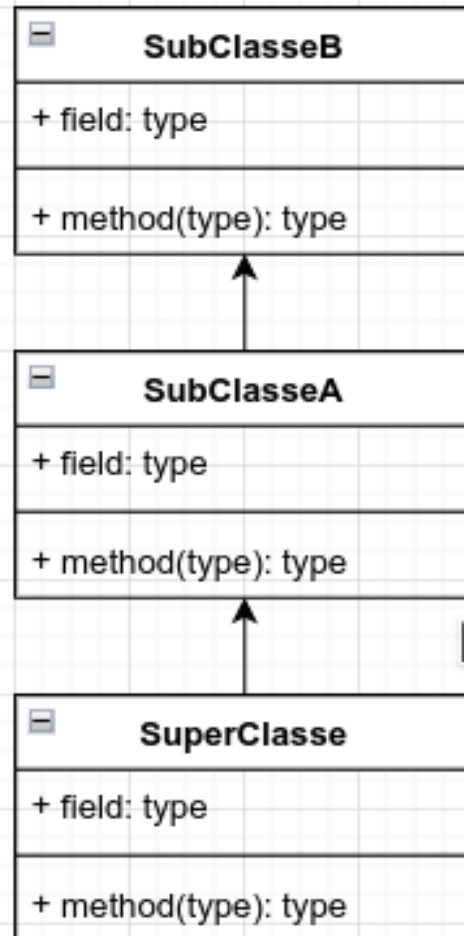 SubClasseB
+ field: type
+ method(type): type
SubClasseA
+ field: type
+ method(type): type
SuperClasse
+ field: type
+ method(type): type